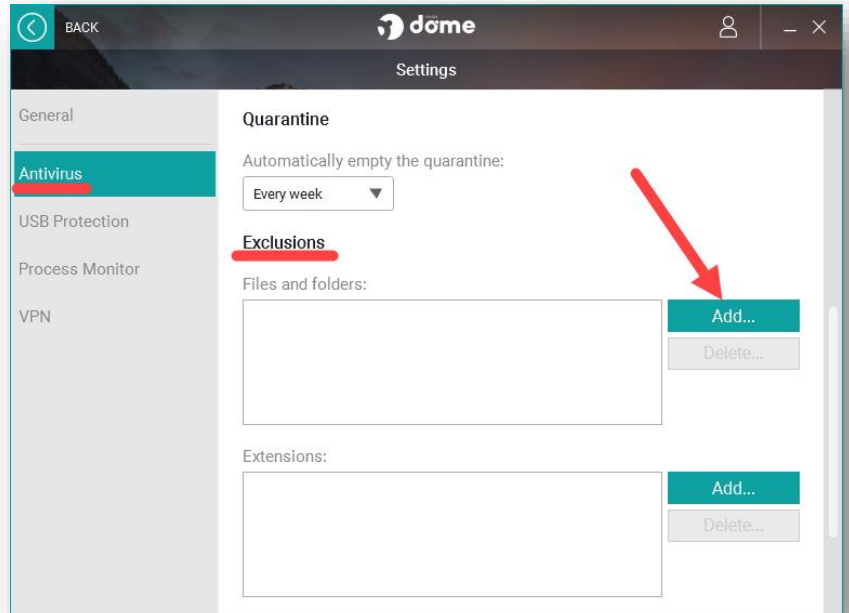 BACK
dome
Settings
General
Antivirus
USB Protection
Process Monitor
VPN
Quarantine
Automatically empty the quarantine:
Every week
Exclusions
Files and folders:
Add...
Delete...
Extensions:
Add...
Delete...